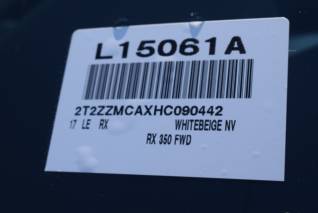 L15061A
2T2ZZMCAXHC090442
17 LE RX WHITEBEIGE NV
RX 350 FWD